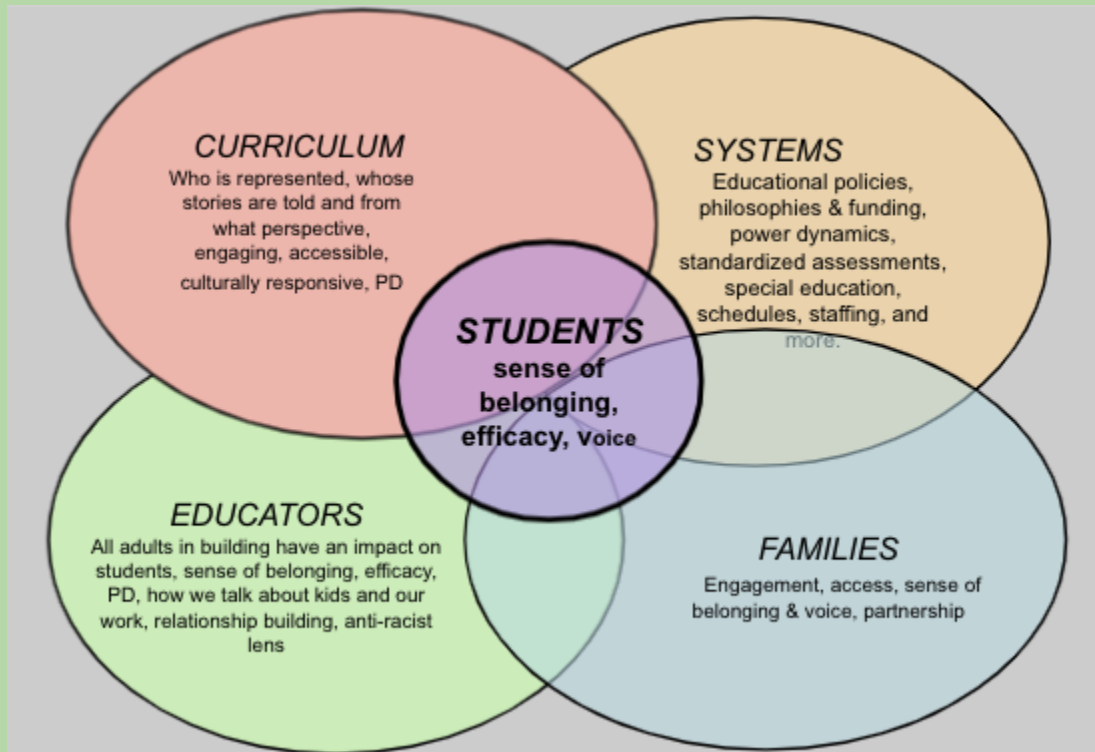 CURRICULUM
Who is represented, whose
stories are told and from
what perspective,
engaging, accessible,
culturally responsive, PD
SYSTEMS
Educational policies,
philosophies & funding,
power dynamics,
standardized assessments,
special education,
schedules, staffing, and
more.
STUDENTS
sense of
belonging,
efficacy, voice
EDUCATORS
All adults in building have an impact on
students, sense of belonging, efficacy,
PD, how we talk about kids and our
work, relationship building, anti-racist
lens
FAMILIES
Engagement, access, sense of
belonging & voice, partnership